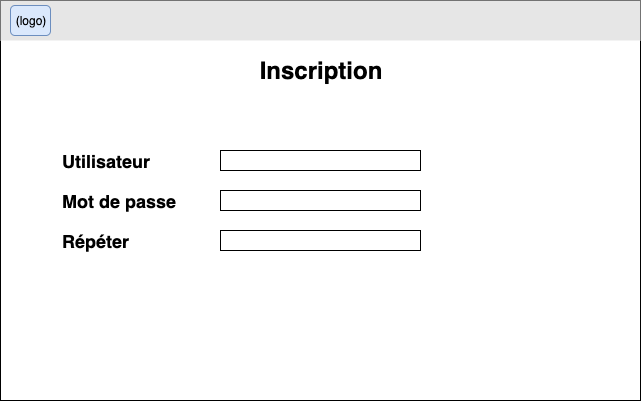 (logo)
Inscription
Utilisateur
Mot de passe
Répéter